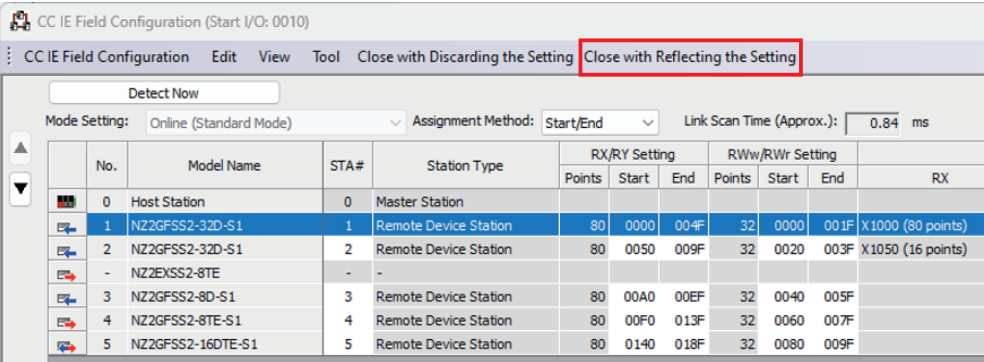 CC IE Field Configuration (Start I/O: 0010)
CC IE Field Configuration Edit View Tool Close with Discarding the Setting Close with Reflecting the Setting
Detect Now
Mode Setting: Online (Standard Mode) Assignment Method: Start/End Link Scan Time (Approx.): 0.84 ms
No. Model Name STA# Station Type RX/RY Setting RWw/RWr Setting RX
Points Start End Points Start End
0 Host Station 0 Master Station
1 NZ2GFSS2-32D-S1 1 Remote Device Station 80 0000 004F 32 0000 001F X1000 (80 points)
2 NZ2GFSS2-32D-S1 2 Remote Device Station 80 0050 009F 32 0020 003F X1050 (16 points)
- NZ2EXSS2-8TE - -
3 NZ2GFSS2-8D-S1 3 Remote Device Station 80 00A0 00EF 32 0040 005F
4 NZ2GFSS2-8TE-S1 4 Remote Device Station 80 00F0 013F 32 0060 007F
5 NZ2GFSS2-16DTE-S1 5 Remote Device Station 80 0140 018F 32 0080 009F